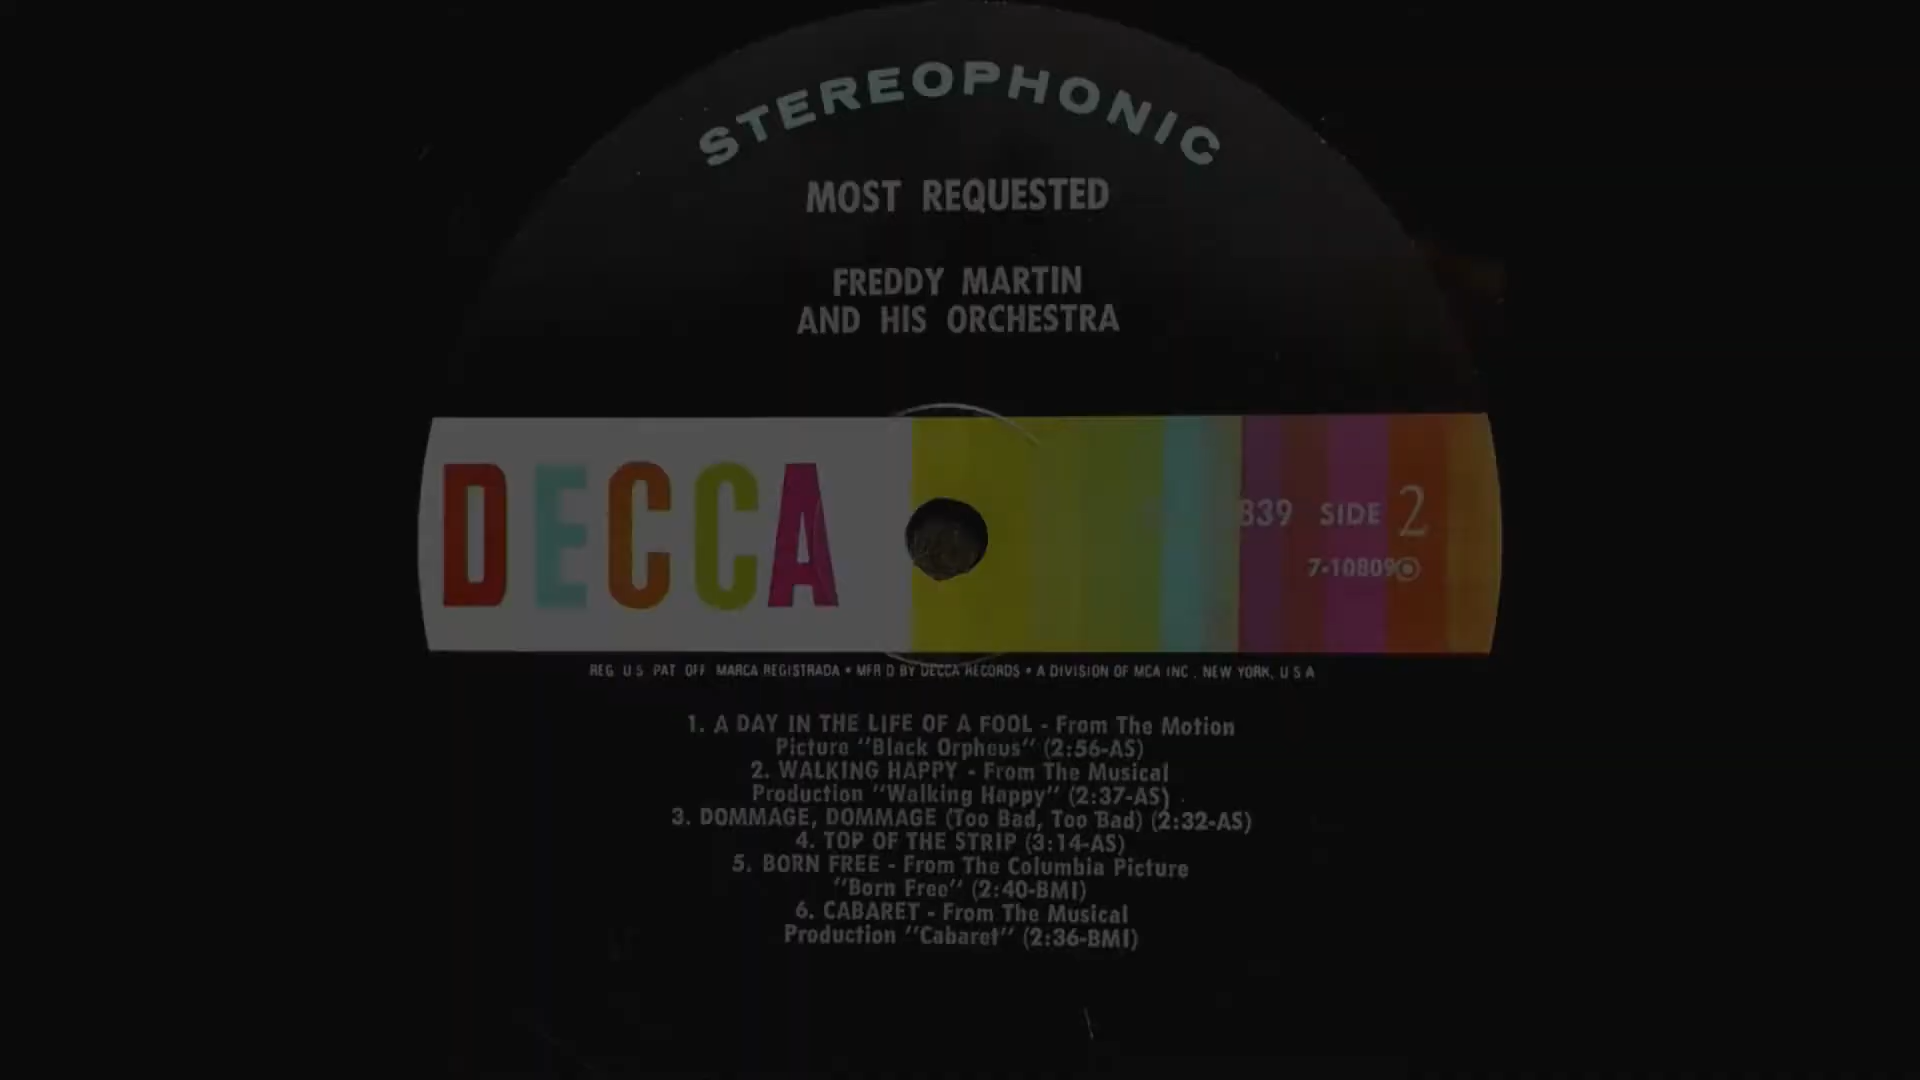 STEREOPHONIC
MOST REQUESTED
FREDDY MARTIN
AND HIS ORCHESTRA
DECCA
839 SIDE 2
7-10809
REG U S PAT OFF MARCA REGISTRADA • MFR D BY DECCA RECORDS • A DIVISION OF MCA INC , NEW YORK, U S A
1. A DAY IN THE LIFE OF A FOOL - From The Motion
Picture "Black Orpheus" (2:56-AS)
2. WALKING HAPPY - From The Musical
Production "Walking Happy" (2:37-AS)
3. DOMMAGE, DOMMAGE (Too Bad, Too Bad) (2:32-AS)
4. TOP OF THE STRIP (3:14-AS)
5. BORN FREE - From The Columbia Picture
"Born Free" (2:40-BMI)
6. CABARET - From The Musical
Production "Cabaret" (2:36-BMI)